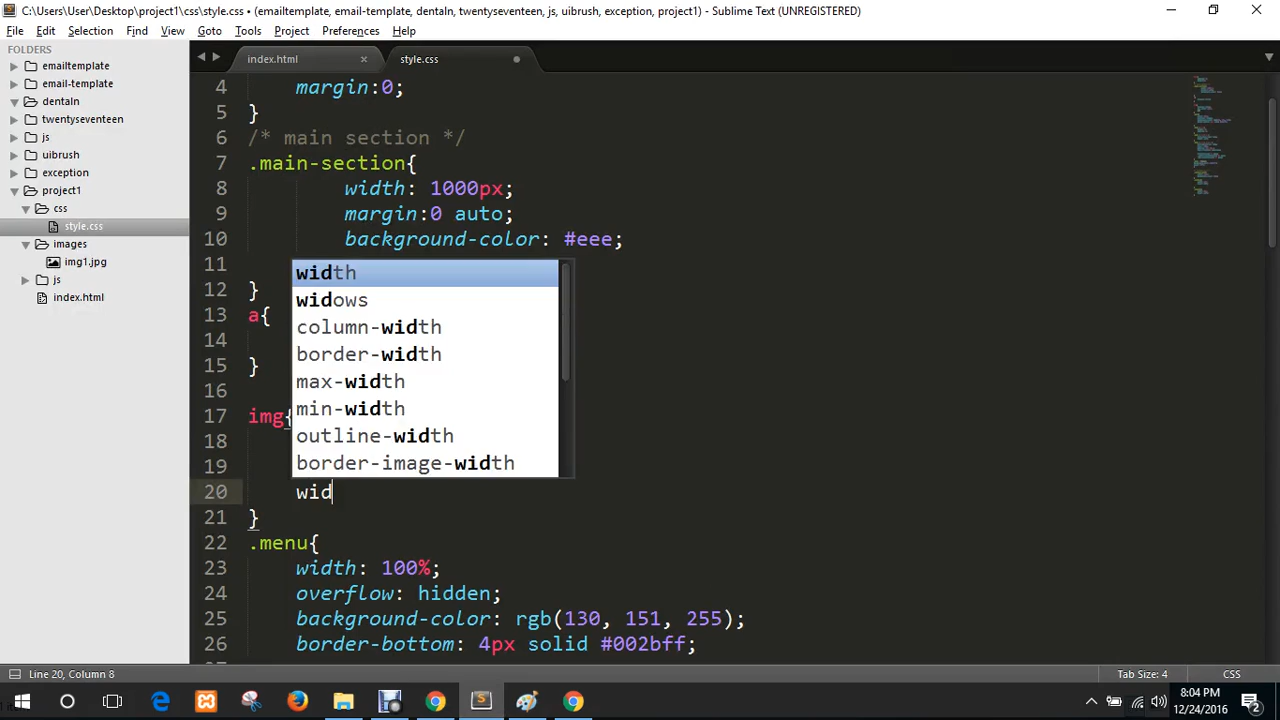 C:\Users\User\Desktop\project1\css\style.css • (emailtemplate, email-template, dentaln, twentyseventeen, js, uibrush, exception, project1) - Sublime Text (UNREGISTERED)
File Edit Selection Find View Goto Tools Project Preferences Help
FOLDERS
emailtemplate
email-template
dentaln
twentyseventeen
js
uibrush
exception
project1
css
style.css
images
img1.jpg
js
index.html
index.html ×
style.css
4 margin:0;
5 }
6 /* main section */
7 .main-section{
8 width: 1000px;
9 margin:0 auto;
10 background-color: #eee;
11
12 }
13 a{
14
15 }
16
17 img{
18
19
20 wid
21 }
22 .menu{
23 width: 100%;
24 overflow: hidden;
25 background-color: rgb(130, 151, 255);
26 border-bottom: 4px solid #002bff;
width
widows
column-width
border-width
max-width
min-width
outline-width
border-image-width
Line 20, Column 8
Tab Size: 4
CSS
8:04 PM
12/24/2016
2